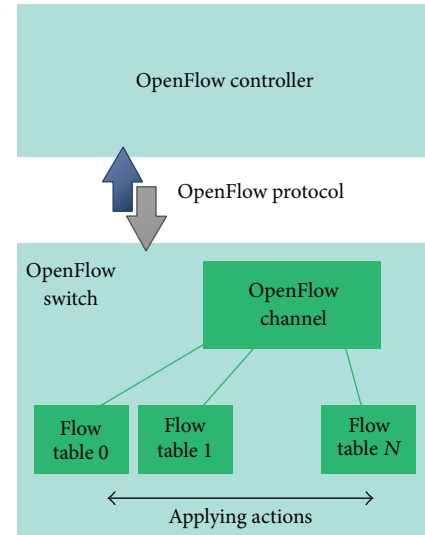 OpenFlow controller
OpenFlow protocol
OpenFlow
switch
OpenFlow
channel
Flow
table 0
Flow
table 1
Flow
table N
Applying actions